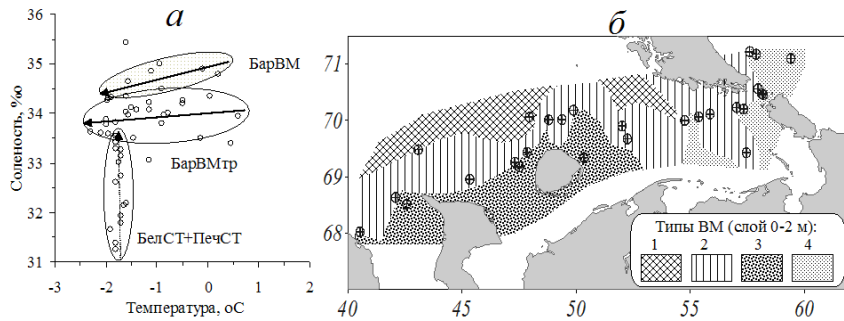 а
б
Соленость, ‰
36
35
34
33
32
31
БарВМ
БарВМтр
БелСТ+ПечСТ
-3 -2 -1 0 1 2
Температура, оС
71
70
69
68
40 45 50 55 60
Типы ВМ (слой 0-2 м):
1 2 3 4